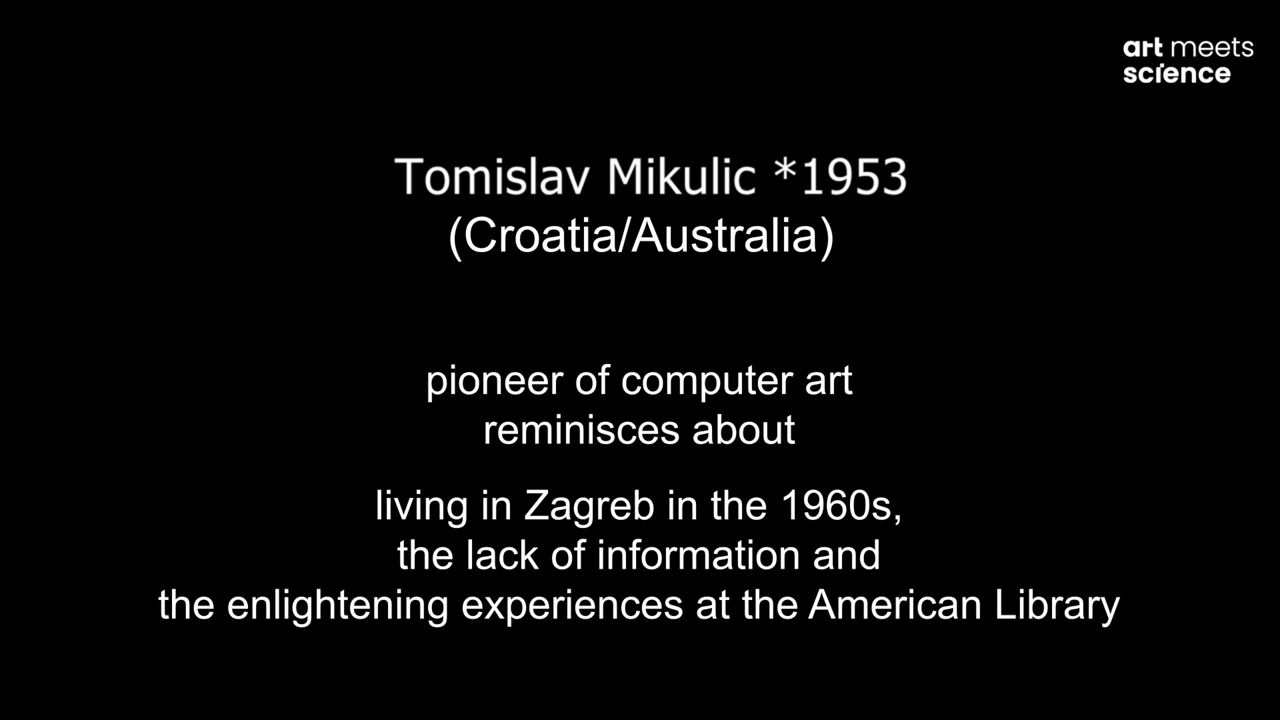 art meets
science
Tomislav Mikulic *1953
(Croatia/Australia)
pioneer of computer art
reminisces about
living in Zagreb in the 1960s,
the lack of information and
the enlightening experiences at the American Library